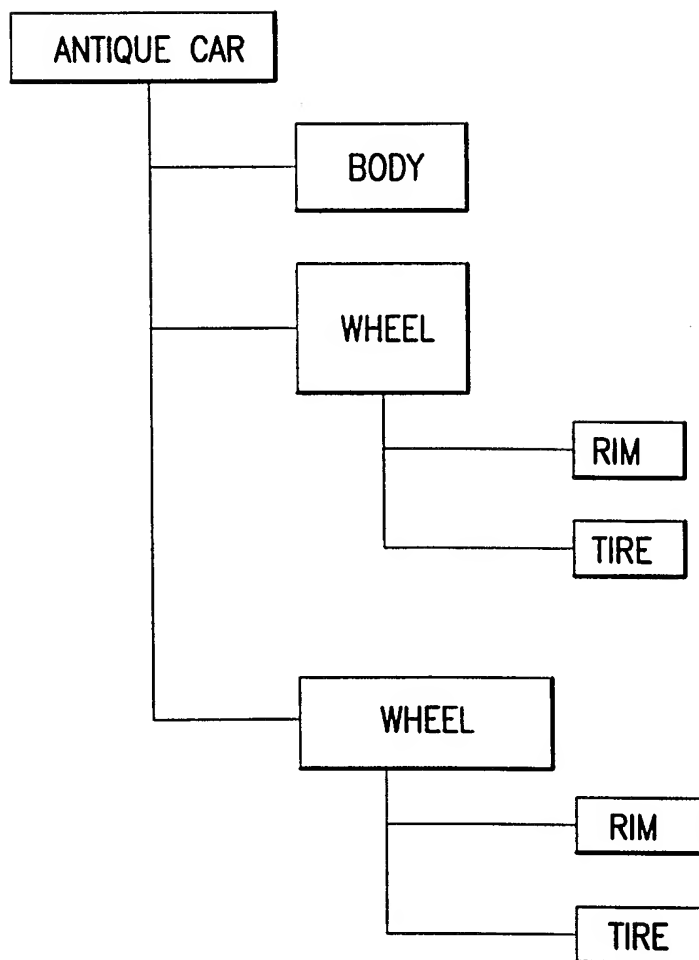 ANTIQUE CAR
BODY
WHEEL
RIM
TIRE
WHEEL
RIM
TIRE